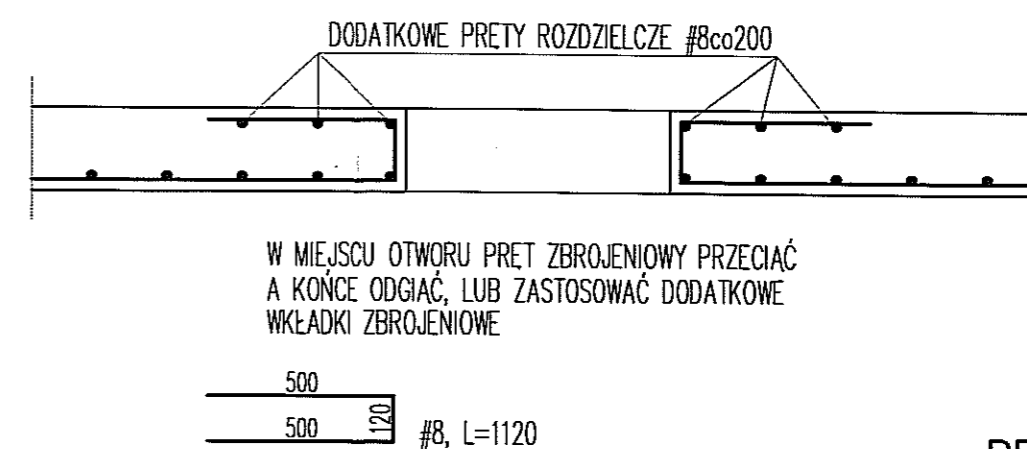 DODATKOWE PRĘTY ROZDZIELCZE #8co200
W MIEJSCU OTWORU PRĘT ZBROJENIOWY PRZECIĄĆ
A KOŃCE ODGIĄĆ, LUB ZASTOSOWAĆ DODATKOWE
WKŁADKI ZBROJENIOWE
500
120
500
#8, L=1120